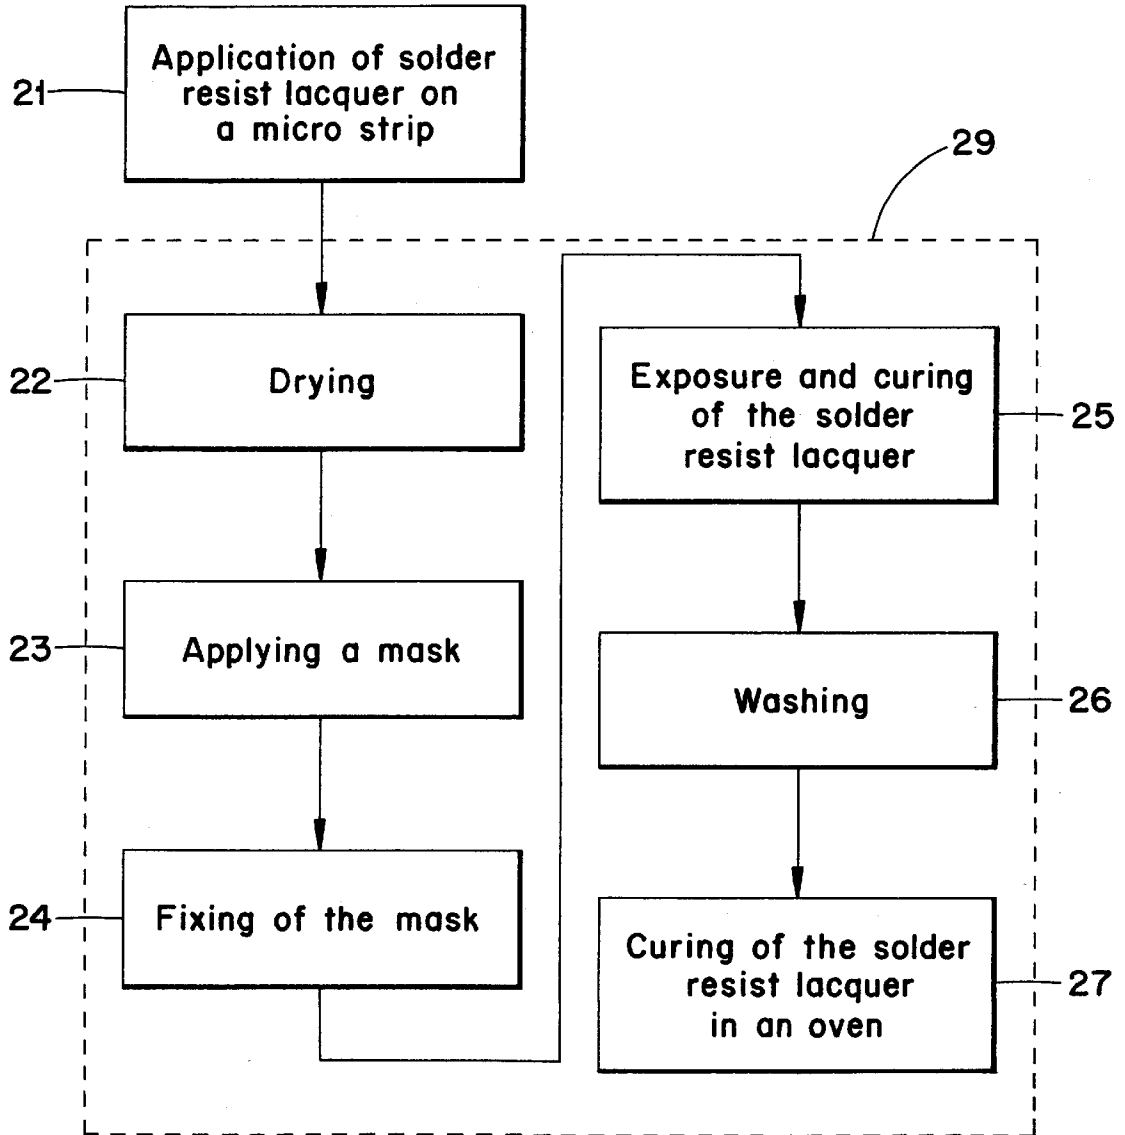 21
Application of solder
resist lacquer on
a micro strip
29
22
Drying
23
Applying a mask
24
Fixing of the mask
Exposure and curing
of the solder
resist lacquer
25
Washing
26
Curing of the solder
resist lacquer
in an oven
27